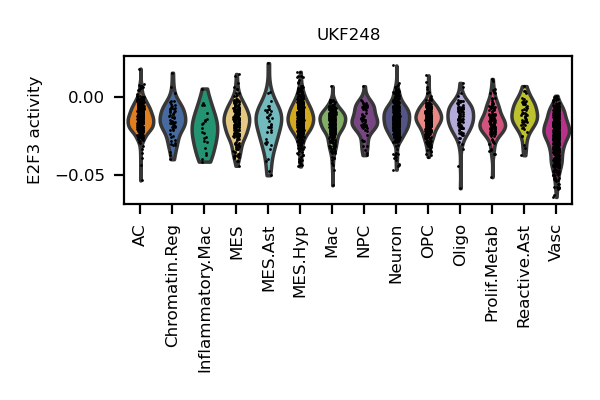 UKF248
E2F3 activity
0.00
−0.05
AC
Chromatin.Reg
Inflammatory.Mac
MES
MES.Ast
MES.Hyp
Mac
NPC
Neuron
OPC
Oligo
Prolif.Metab
Reactive.Ast
Vasc